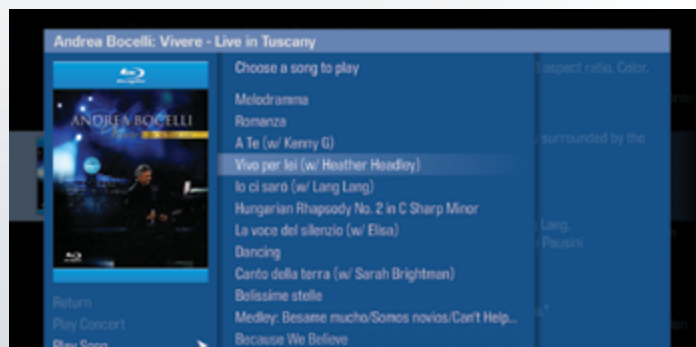 Andrea Bocelli: Vivere - Live in Tuscany
Choose a song to play
ANDREA BOCELLI
Melodramma
Romanza
A Te (w/ Kenny G)
Vivo per lei (w/ Heather Headley)
Io ci saró (w/ Lang Lang)
Hungarian Rhapsody No. 2 in C Sharp Minor
La voce del silenzio (w/ Elisa)
Dancing
Canto della terra (w/ Sarah Brightman)
Belissime stelle
Medley: Besame mucho/Somos novios/Can't Help...
Because We Believe
Return
Play Concert
Play Song
aspect ratio. Color,
surrounded by the
Lang,
Pausini